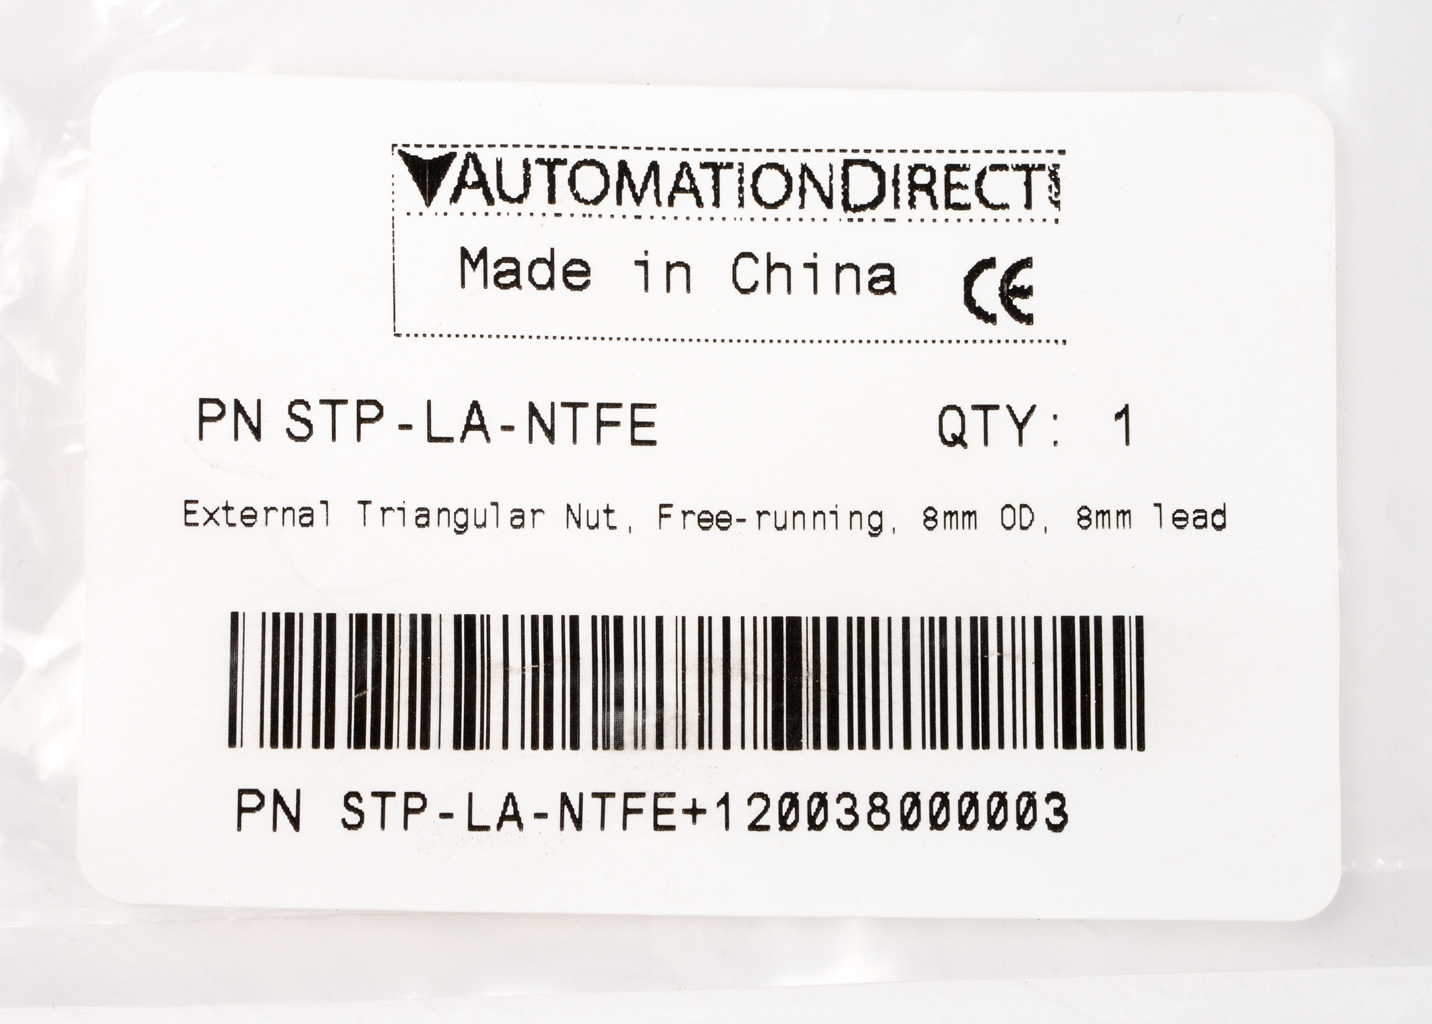 AUTOMATIONDIRECT
Made in China CE
PN STP-LA-NTFE QTY: 1
External Triangular Nut, Free-running, 8mm OD, 8mm lead
PN STP-LA-NTFE+120038000003